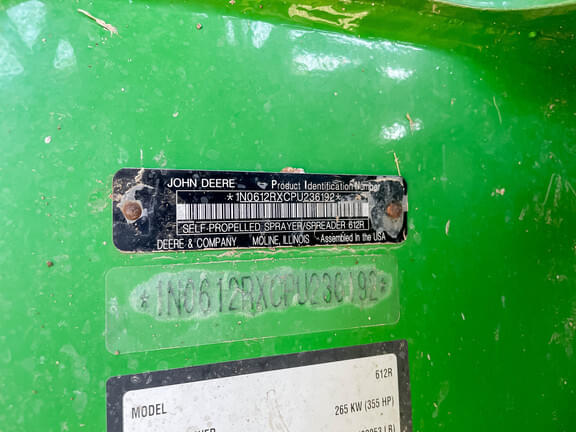 JOHN DEERE Product Identification Number
*1N0612RXCPU236192*
SELF-PROPELLED SPRAYER/SPREADER 612R
DEERE & COMPANY MOLINE, ILLINOIS Assembled in the USA
*1N0612RXCPU236192*
612R
MODEL 265 KW (355 HP)